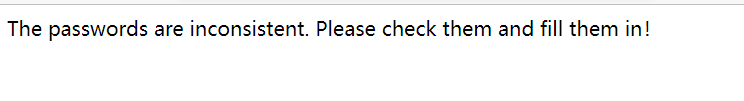 The passwords are inconsistent. Please check them and fill them in!